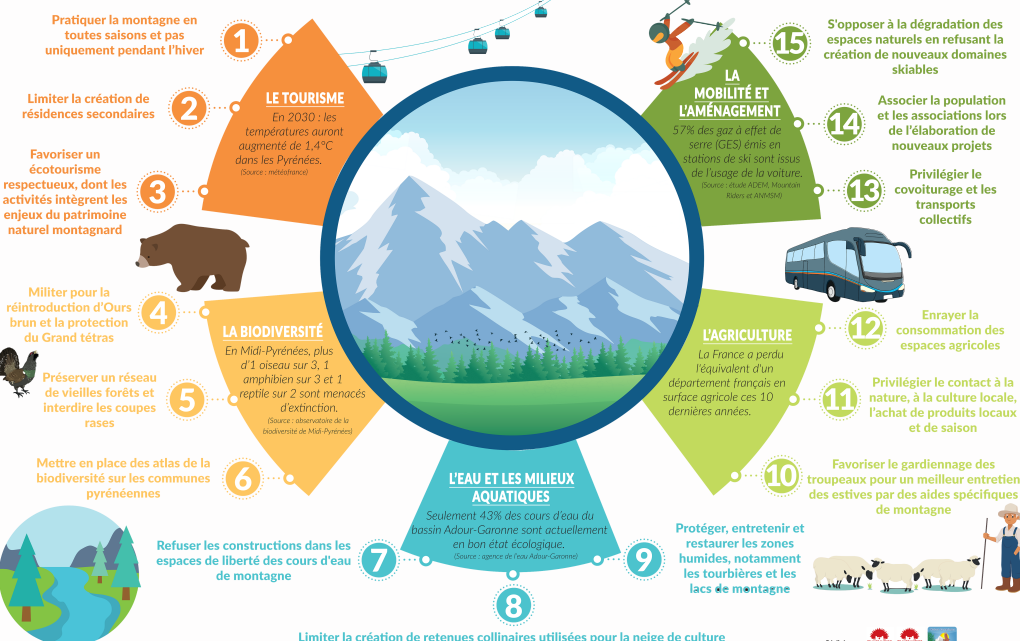 Pratiquer la montagne en
toutes saisons et pas
uniquement pendant l'hiver
1
Limiter la création de
résidences secondaires
2
Favoriser un
écotourisme
respectueux, dont les
activités intègrent les
enjeux du patrimoine
naturel montagnard
3
LE TOURISME
En 2030 : les
températures auront
augmenté de 1,4°C
dans les Pyrénées.
(Source : météofrance)
Militer pour la
réintroduction d'Ours
brun et la protection
du Grand tétras
4
Préserver un réseau
de vieilles forêts et
interdire les coupes
rases
5
Mettre en place des atlas de la
biodiversité sur les communes
pyrénéennes
6
LA BIODIVERSITÉ
En Midi-Pyrénées, plus
d'1 oiseau sur 3, 1
amphibien sur 3 et 1
reptile sur 2 sont menacés
d'extinction.
(Source : observatoire de la
biodiversité de Midi-Pyrénées)
L'EAU ET LES MILIEUX
AQUATIQUES
Seulement 43% des cours d'eau du
bassin Adour-Garonne sont actuellement
en bon état écologique.
(Source : agence de l'eau Adour-Garonne)
Refuser les constructions dans les
espaces de liberté des cours d'eau
de montagne
7
8
Limiter la création de retenues collinaires utilisées pour la neige de culture
9
Protéger, entretenir et
restaurer les zones
humides, notamment
les tourbières et les
lacs de montagne
L'AGRICULTURE
La France a perdu
l'équivalent d'un
département français en
surface agricole ces 10
dernières années.
10
Favoriser le gardiennage des
troupeaux pour un meilleur entretien
des estives par des aides spécifiques
de montagne
11
Privilégier le contact à la
nature, à la culture locale,
l'achat de produits locaux
et de saison
12
Enrayer la
consommation des
espaces agricoles
LA
MOBILITÉ ET
L'AMÉNAGEMENT
57% des gaz à effet de
serre (GES) émis en
stations de ski sont issus
de l'usage de la voiture.
(Source : étude ADEM, Mountain
Riders et ANMSM)
13
Privilégier le
covoiturage et les
transports
collectifs
14
Associer la population
et les associations lors
de l'élaboration de
nouveaux projets
15
S'opposer à la dégradation des
espaces naturels en refusant la
création de nouveaux domaines
skiables